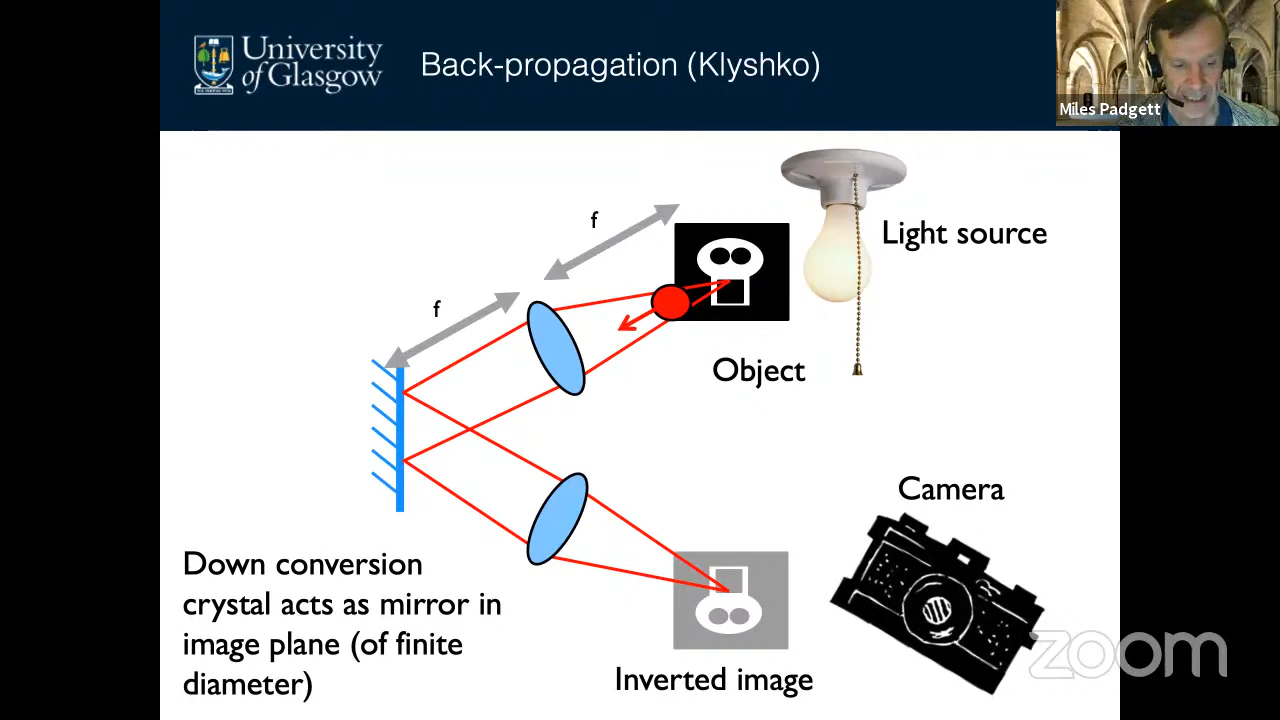 University
of Glasgow
Back-propagation (Klyshko)
Miles Padgett
f
f
Light source
Object
Camera
Down conversion
crystal acts as mirror in
image plane (of finite
diameter)
Inverted image
zoom